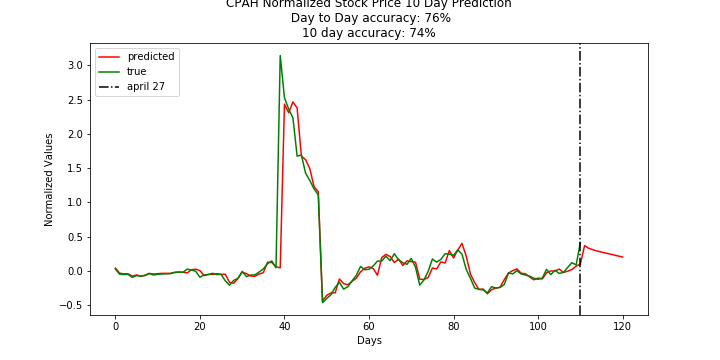 CPAH Normalized Stock Price 10 Day Prediction
Day to Day accuracy: 76%
10 day accuracy: 74%
predicted
true
april 27
Normalized Values
3.0
2.5
2.0
1.5
1.0
0.5
0.0
−0.5
0
20
40
60
80
100
120
Days